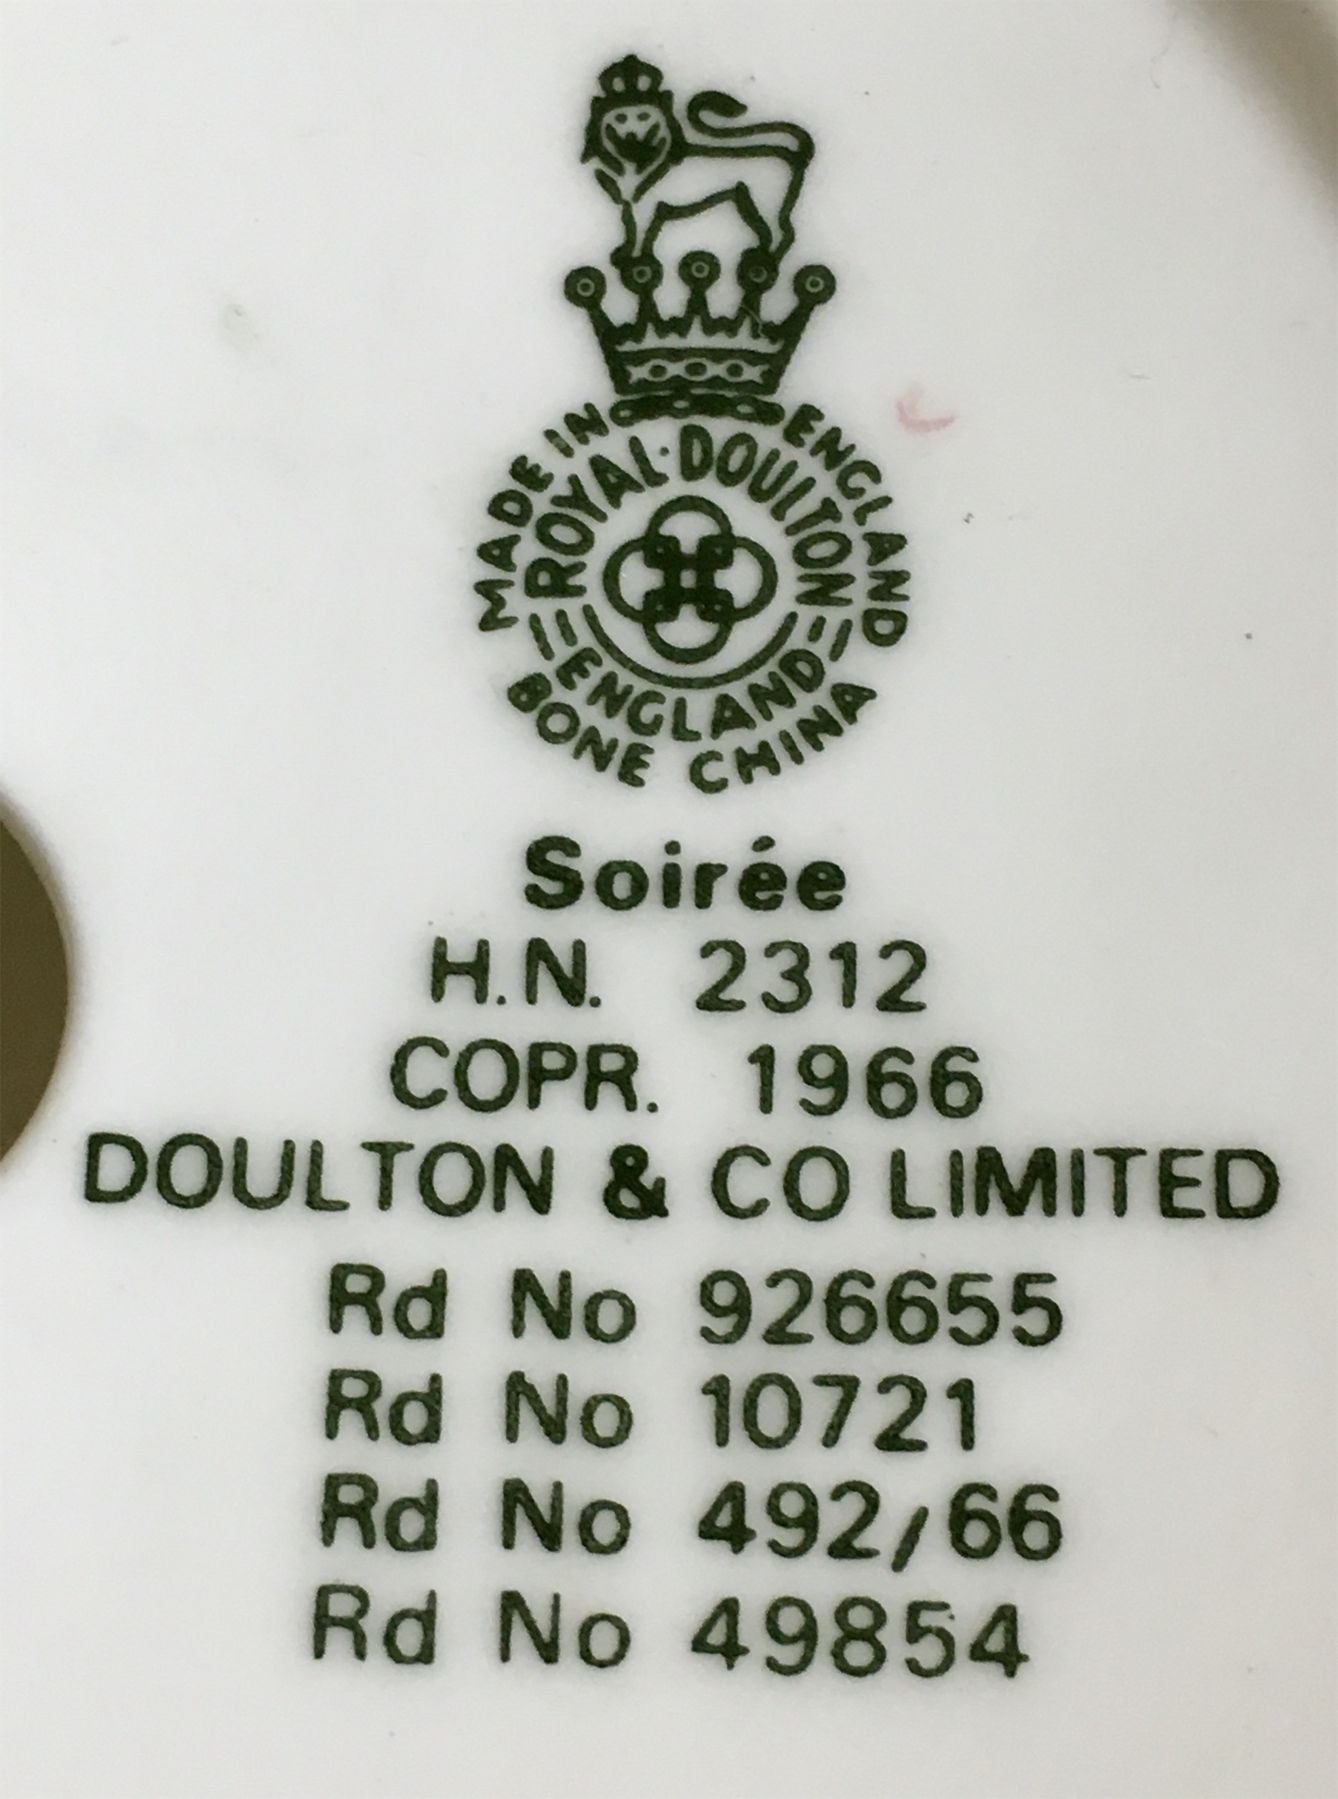 MADE IN ENGLAND
ROYAL·DOULTON
ENGLAND
BONE CHINA
Soirée
H.N. 2312
COPR. 1966
DOULTON & CO LIMITED
Rd No 926655
Rd No 10721
Rd No 492/66
Rd No 49854